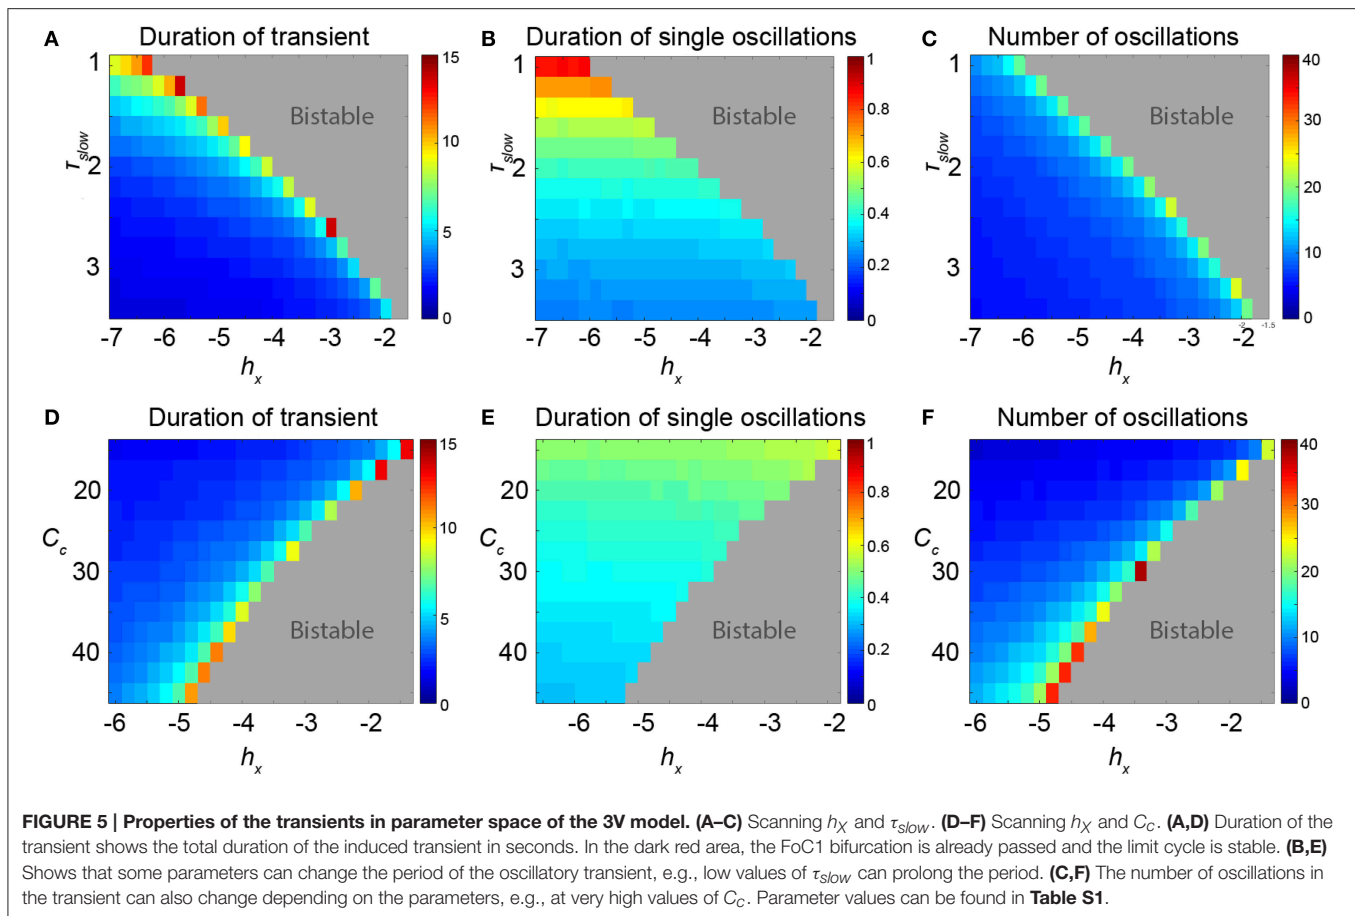 A Duration of transient
15
10
5
0
1
2
3
τslow
Bistable
-7 -6 -5 -4 -3 -2
hx
B Duration of single oscillations
1
0.8
0.6
0.4
0.2
0
1
2
3
τslow
Bistable
-7 -6 -5 -4 -3 -2
hx
C Number of oscillations
40
30
20
10
0
1
2
3
τslow
Bistable
-7 -6 -5 -4 -3 -2
-2 -1.5
hx
D Duration of transient
15
10
5
0
20
30
40
Cc
Bistable
-6 -5 -4 -3 -2
hx
E Duration of single oscillations
1
0.8
0.6
0.4
0.2
0
20
30
40
Cc
Bistable
-6 -5 -4 -3 -2
hx
F Number of oscillations
40
30
20
10
0
20
30
40
Cc
Bistable
-6 -5 -4 -3 -2
hx
FIGURE 5 | Properties of the transients in parameter space of the 3V model. (A–C) Scanning hX and τslow. (D–F) Scanning hX and CC. (A,D) Duration of the
transient shows the total duration of the induced transient in seconds. In the dark red area, the FoC1 bifurcation is already passed and the limit cycle is stable. (B,E)
Shows that some parameters can change the period of the oscillatory transient, e.g., low values of τslow can prolong the period. (C,F) The number of oscillations in
the transient can also change depending on the parameters, e.g., at very high values of Cc. Parameter values can be found in Table S1.